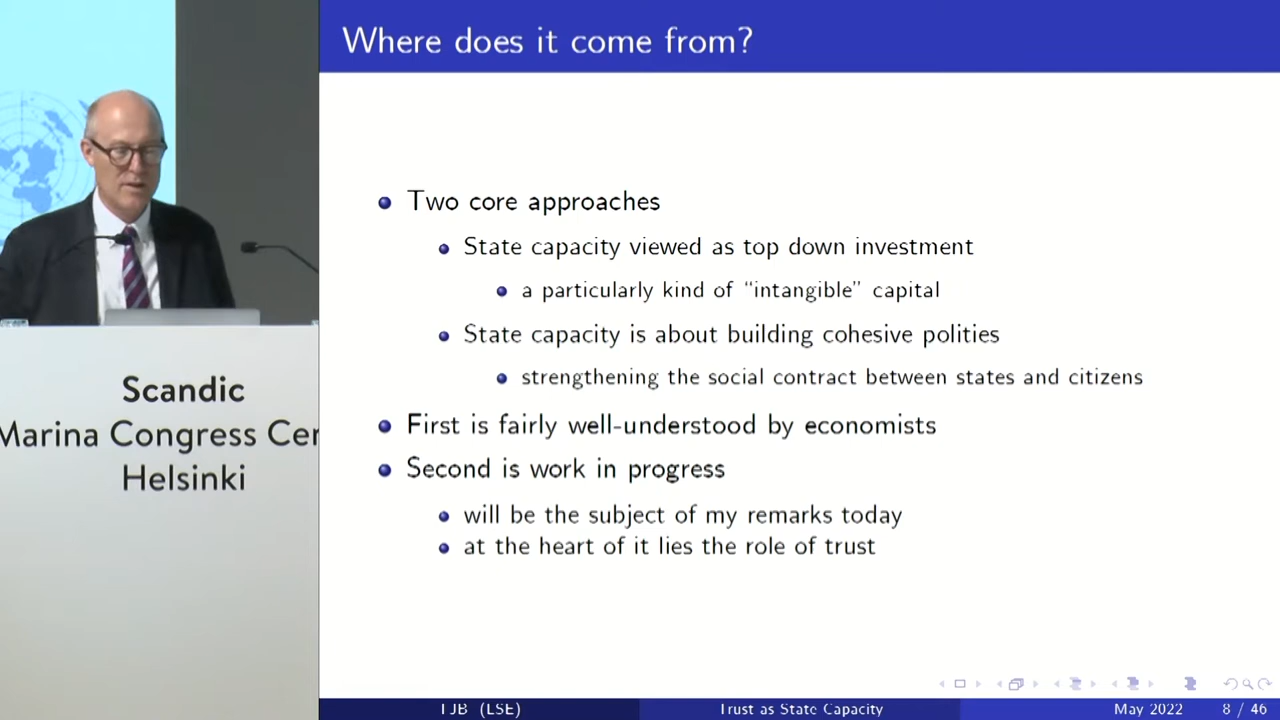 Where does it come from?
Two core approaches
State capacity viewed as top down investment
a particularly kind of “intangible” capital
State capacity is about building cohesive polities
strengthening the social contract between states and citizens
First is fairly well-understood by economists
Second is work in progress
will be the subject of my remarks today
at the heart of it lies the role of trust
Scandic
Marina Congress Cen
Helsinki
TJB (LSE)
Trust as State Capacity
May 2022
8 / 46